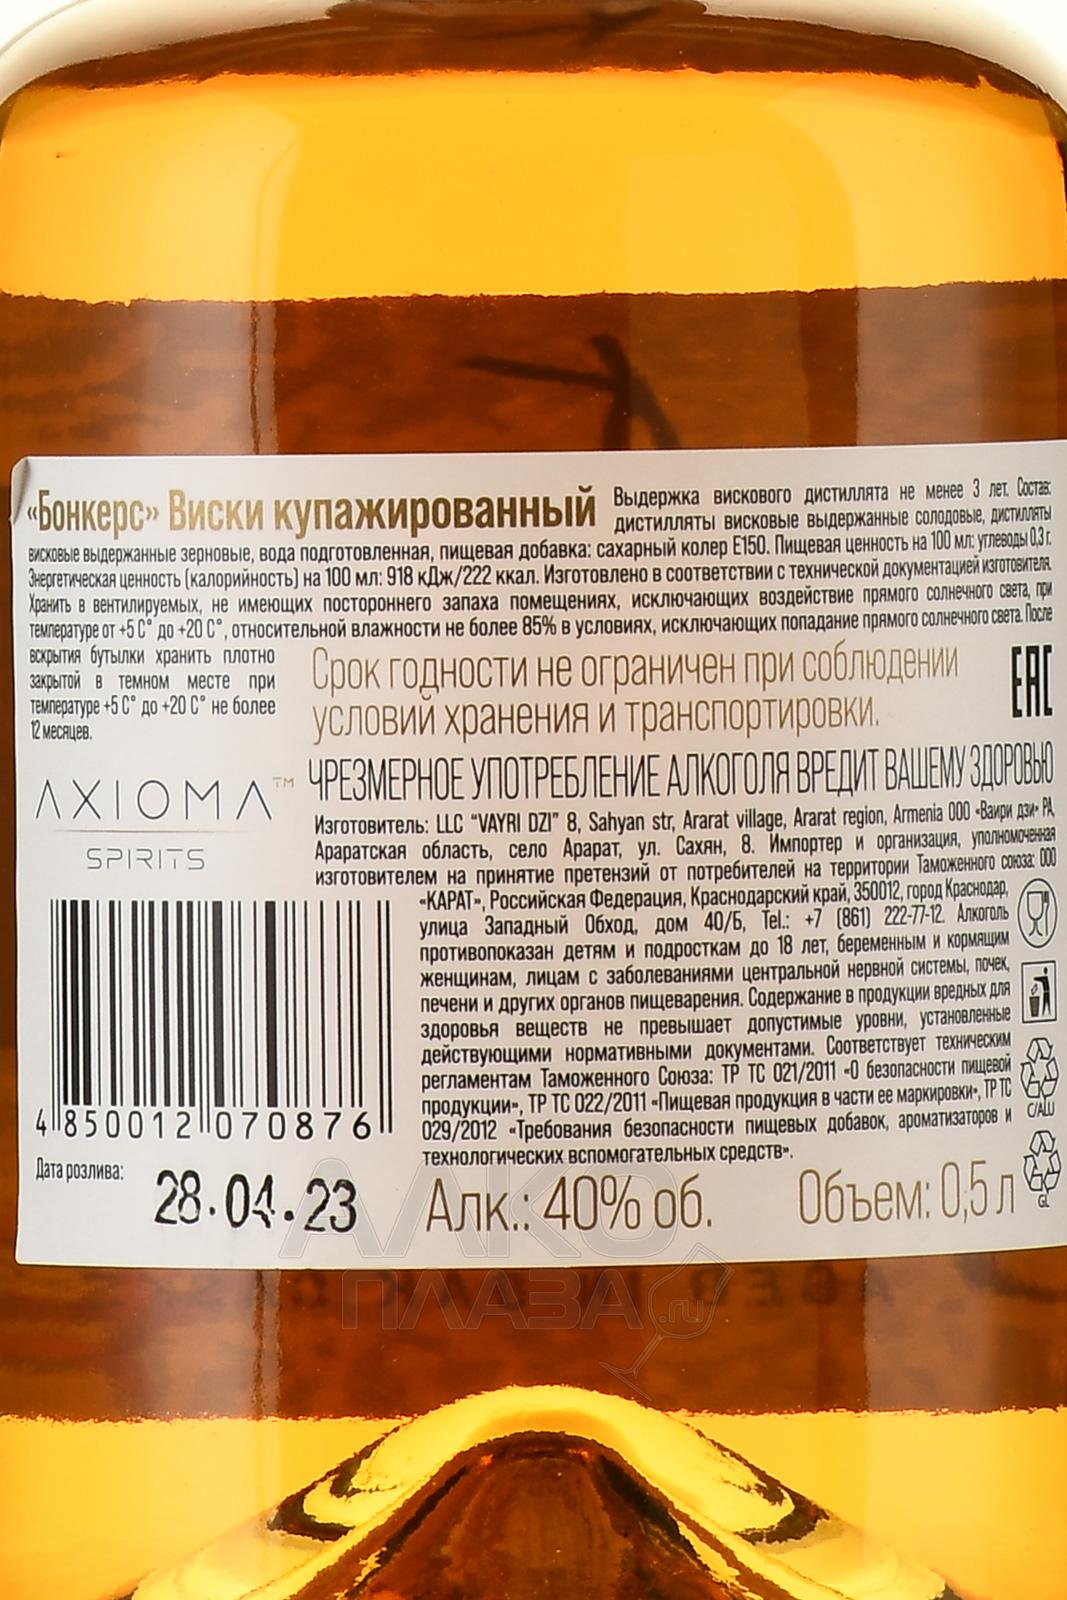 «Бонкерс» Виски купажированный
Выдержка вискового дистиллята не менее 3 лет. Состав:
дистилляты висковые выдержанные солодовые, дистилляты
висковые выдержанные зерновые, вода подготовленная, пищевая добавка: сахарный колер Е150. Пищевая ценность на 100 мл: углеводы 0,3 г.
Энергетическая ценность (калорийность) на 100 мл: 918 кДж/222 ккал. Изготовлено в соответствии с технической документацией изготовителя.
Хранить в вентилируемых, не имеющих постороннего запаха помещениях, исключающих воздействие прямого солнечного света, при
температуре от +5 С° до +20 С°, относительной влажности не более 85% в условиях, исключающих попадание прямого солнечного света. После
вскрытия бутылки хранить плотно
закрытой в темном месте при
температуре +5 С° до +20 С° не более
12 месяцев.
Срок годности не ограничен при соблюдении
условий хранения и транспортировки.
EAC
ЧРЕЗМЕРНОЕ УПОТРЕБЛЕНИЕ АЛКОГОЛЯ ВРЕДИТ ВАШЕМУ ЗДОРОВЬЮ
AXIOMA™
SPIRITS
Изготовитель: LLC “VAYRI DZI” 8, Sahyan str, Ararat village, Ararat region, Armenia ООО «Ваири дзи» РА,
Араратская область, село Арарат, ул. Сахян, 8. Импортер и организация, уполномоченная
изготовителем на принятие претензий от потребителей на территории Таможенного союза: ООО
«КАРАТ», Российская Федерация, Краснодарский край, 350012, город Краснодар,
улица Западный Обход, дом 40/Б, Tel.: +7 (861) 222-77-12. Алкоголь
противопоказан детям и подросткам до 18 лет, беременным и кормящим
женщинам, лицам с заболеваниями центральной нервной системы, почек,
печени и других органов пищеварения. Содержание в продукции вредных для
здоровья веществ не превышает допустимые уровни, установленные
действующими нормативными документами. Соответствует техническим
регламентам Таможенного Союза: ТР ТС 021/2011 «О безопасности пищевой
продукции», ТР ТС 022/2011 «Пищевая продукция в части ее маркировки», ТР ТС
029/2012 «Требования безопасности пищевых добавок, ароматизаторов и
технологических вспомогательных средств».
C/ALU
GL
4 850012 070876
Дата розлива:
28.04.23
Алк.: 40% об.
Объем: 0,5 л
АЛКО
ПЛАЗА.ru